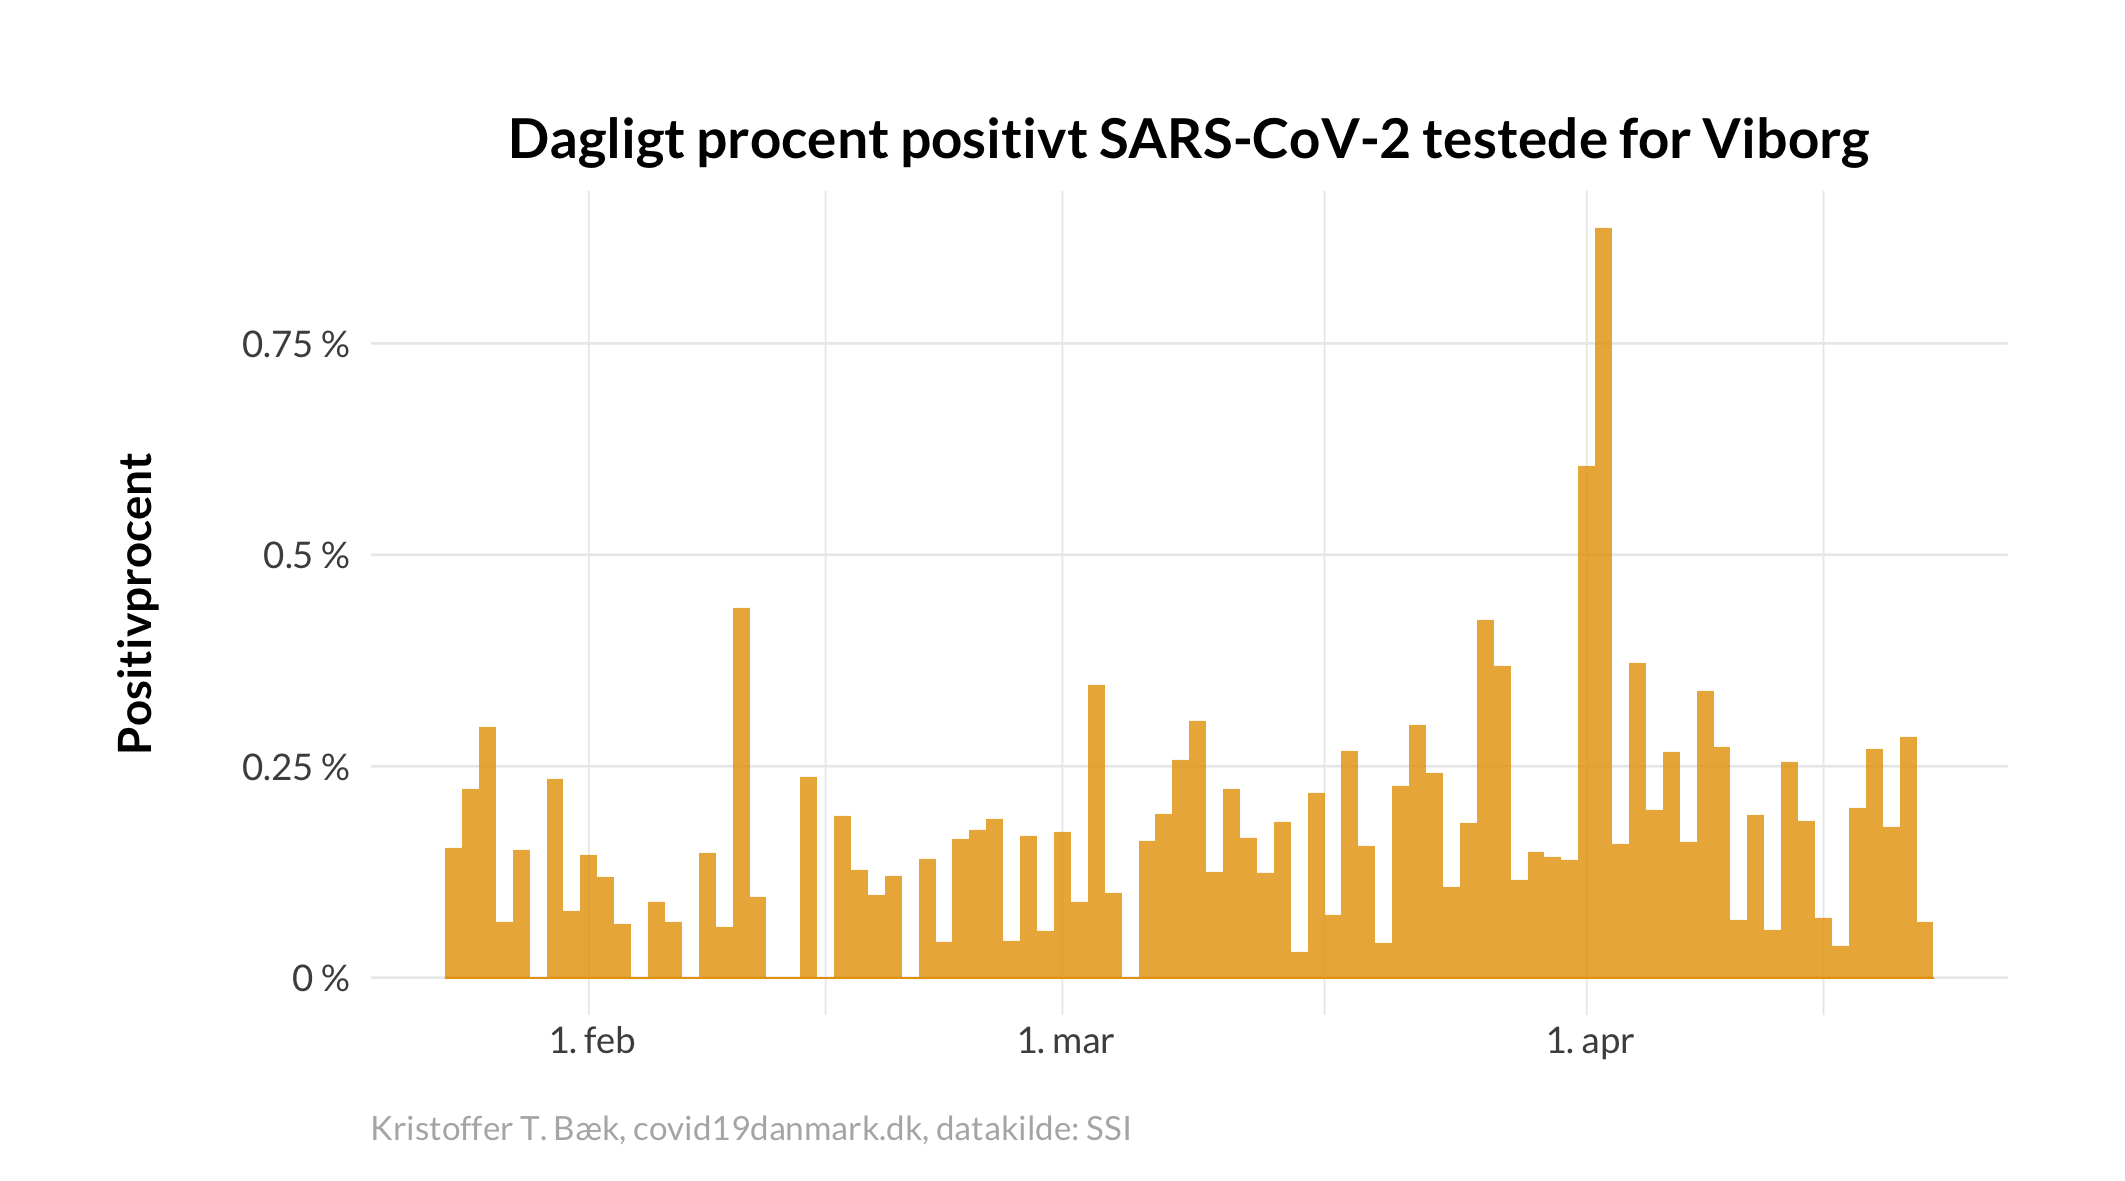 Dagligt procent positivt SARS-CoV-2 testede for Viborg
Positivprocent
0.75 %
0.5 %
0.25 %
0 %
1. feb
1. mar
1. apr
Kristoffer T. Bæk, covid19danmark.dk, datakilde: SSI